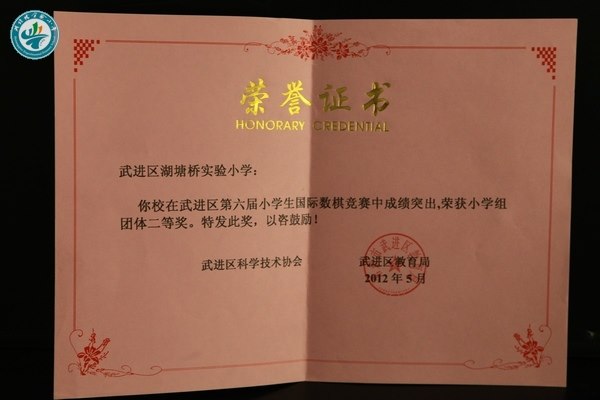 荣誉证书
HONORARY CREDENTIAL
武进区湖塘桥实验小学：
你校在武进区第六届小学生国际数棋竞赛中成绩突出,荣获小学组
团体二等奖。特发此奖，以咨鼓励！
武进区科学技术协会 武进区教育局
2012 年 5 月